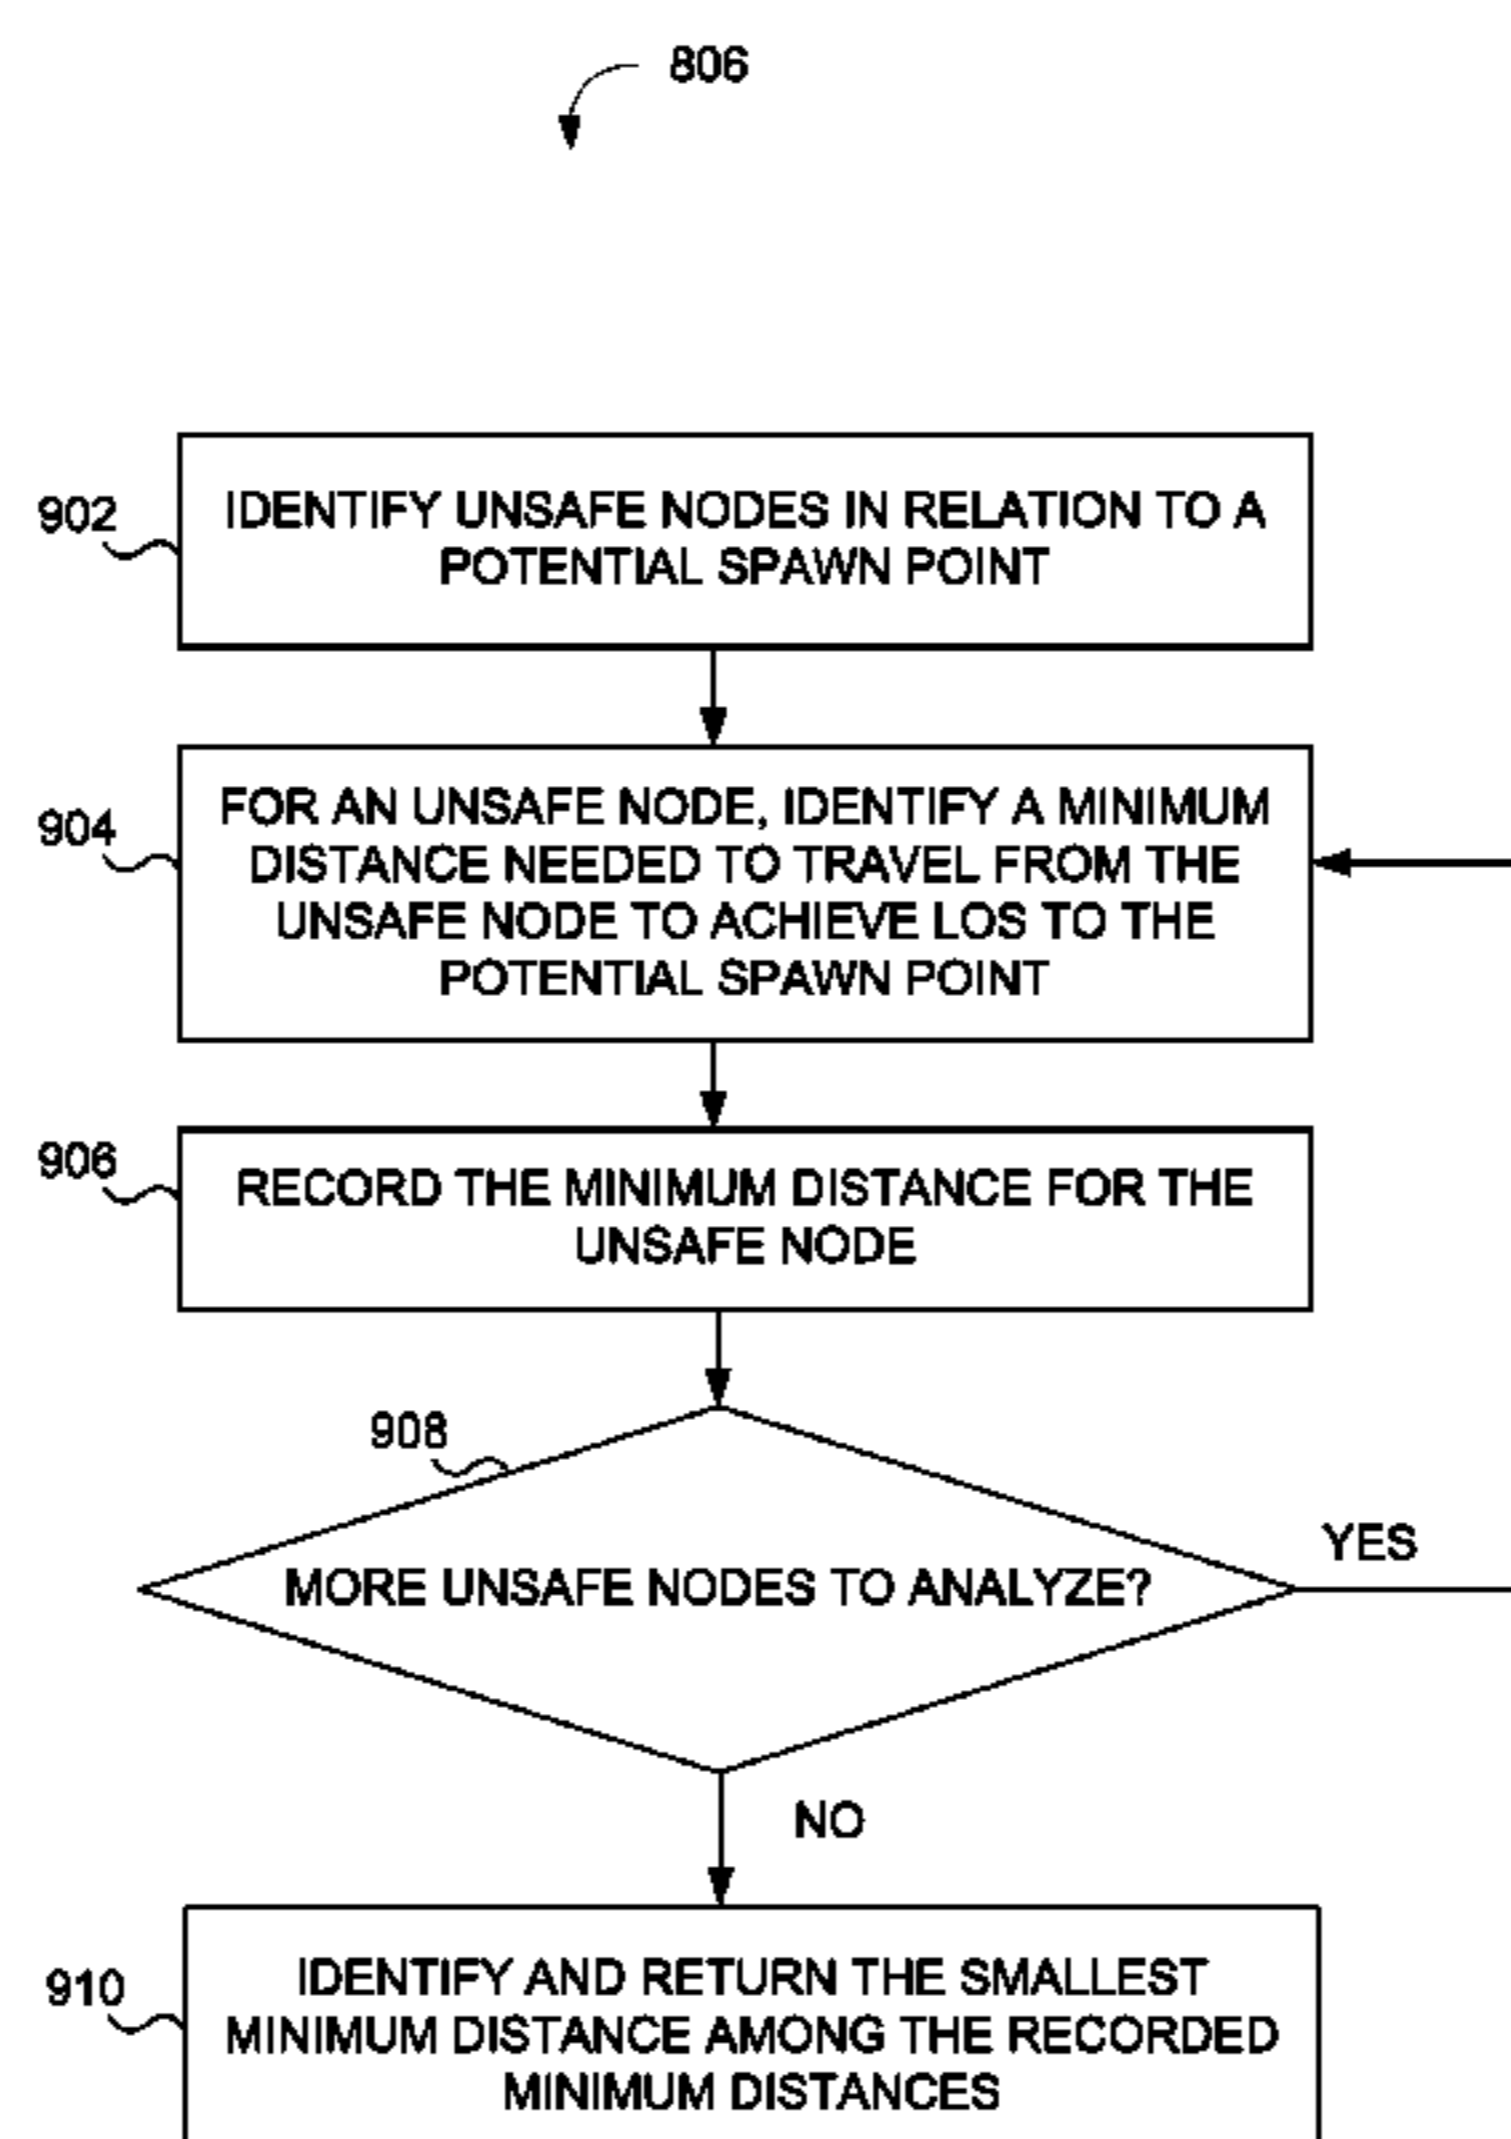 806
902
IDENTIFY UNSAFE NODES IN RELATION TO A
POTENTIAL SPAWN POINT
904
FOR AN UNSAFE NODE, IDENTIFY A MINIMUM
DISTANCE NEEDED TO TRAVEL FROM THE
UNSAFE NODE TO ACHIEVE LOS TO THE
POTENTIAL SPAWN POINT
906
RECORD THE MINIMUM DISTANCE FOR THE
UNSAFE NODE
908
MORE UNSAFE NODES TO ANALYZE?
YES
NO
910
IDENTIFY AND RETURN THE SMALLEST
MINIMUM DISTANCE AMONG THE RECORDED
MINIMUM DISTANCES